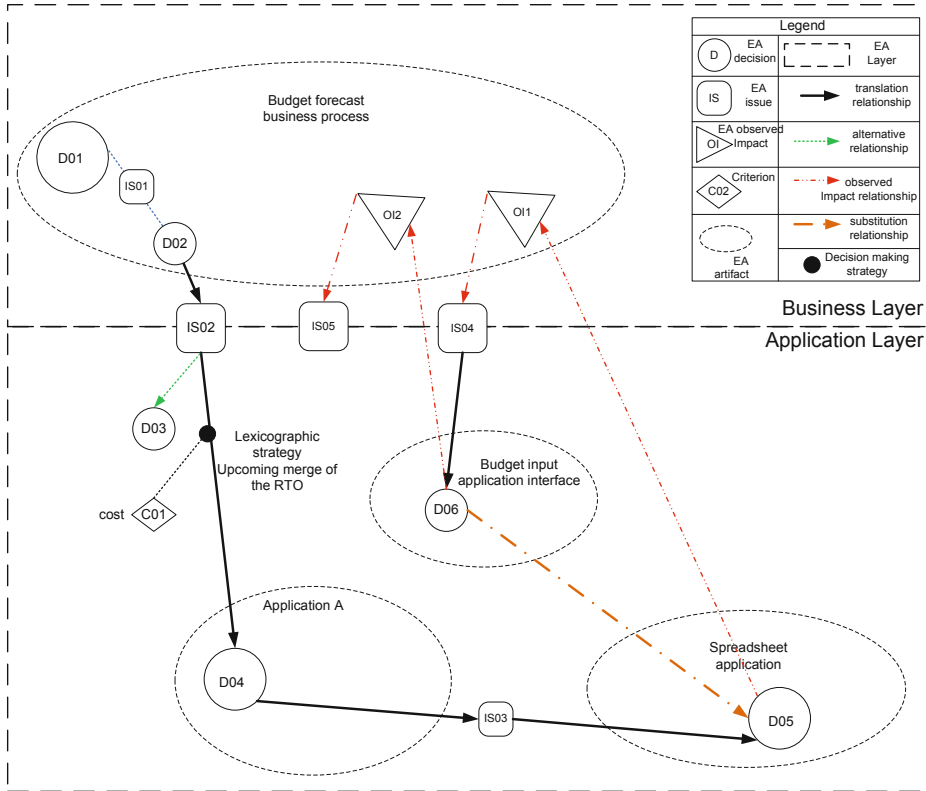 Legend
D
EA
decision
EA
Layer
IS
EA
issue
translation
relationship
EA observed
Impact
OI
alternative
relationship
Criterion
C02
observed
Impact relationship
EA
artifact
substitution
relationship
Decision making
strategy
Budget forecast
business process
D01
IS01
D02
OI2
OI1
IS02
IS05
IS04
Business Layer
Application Layer
D03
Lexicographic
strategy
Upcoming merge of
the RTO
cost
C01
Budget input
application interface
D06
Application A
D04
IS03
Spreadsheet
application
D05